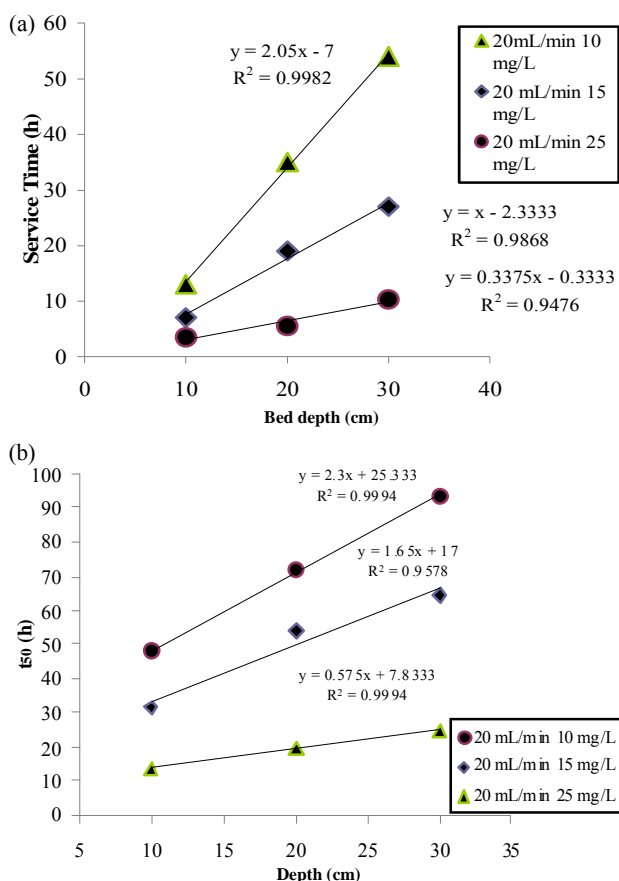 (a)
Service Time (h)
60
50
40
30
20
10
0
y = 2.05x - 7
R² = 0.9982
20mL/min 10
mg/L
20 mL/min 15
mg/L
20 mL/min 25
mg/L
y = x - 2.3333
R² = 0.9868
y = 0.3375x - 0.3333
R² = 0.9476
0 10 20 30 40
Bed depth (cm)
(b)
t50 (h)
100
90
80
70
60
50
40
30
20
10
0
y = 2.3x + 25.333
R² = 0.9994
y = 1.65x + 17
R² = 0.9578
y = 0.575x + 7.8333
R² = 0.9994
20 mL/min 10 mg/L
20 mL/min 15 mg/L
20 mL/min 25 mg/L
10 15 20 25 30 35
Depth (cm)